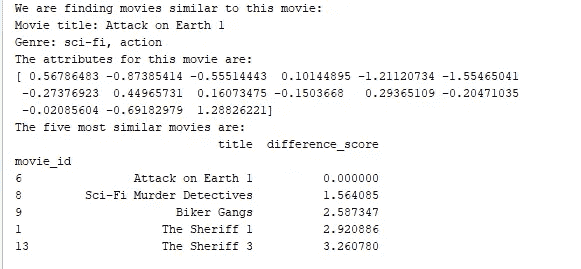 We are finding movies similar to this movie:
Movie title: Attack on Earth 1
Genre: sci-fi, action
The attributes for this movie are:
[ 0.56786483 -0.87385414 -0.55514443  0.10144895 -1.21120734 -1.55465041
 -0.27376923  0.44965731  0.16073475 -0.1503668   0.29365109 -0.20471035
 -0.02085604 -0.69182979  1.28826221]
The five most similar movies are:
title difference_score
movie_id
6 Attack on Earth 1 0.000000
8 Sci-Fi Murder Detectives 1.564085
9 Biker Gangs 2.587347
1 The Sheriff 1 2.920886
13 The Sheriff 3 3.260780